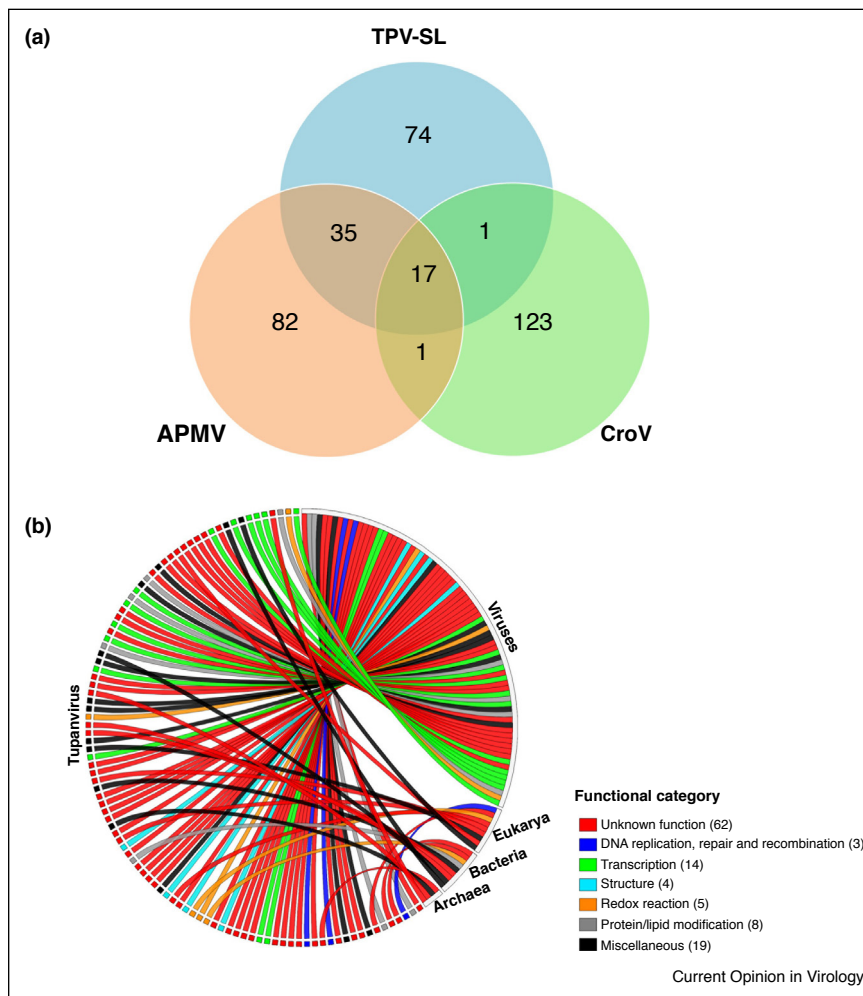 (a)
TPV-SL
74
35
1
17
82
123
1
APMV
CroV
(b)
Viruses
Tupanvirus
Eukarya
Bacteria
Archaea
Functional category
Unknown function (62)
DNA replication, repair and recombination (3)
Transcription (14)
Structure (4)
Redox reaction (5)
Protein/lipid modification (8)
Miscellaneous (19)
Current Opinion in Virology